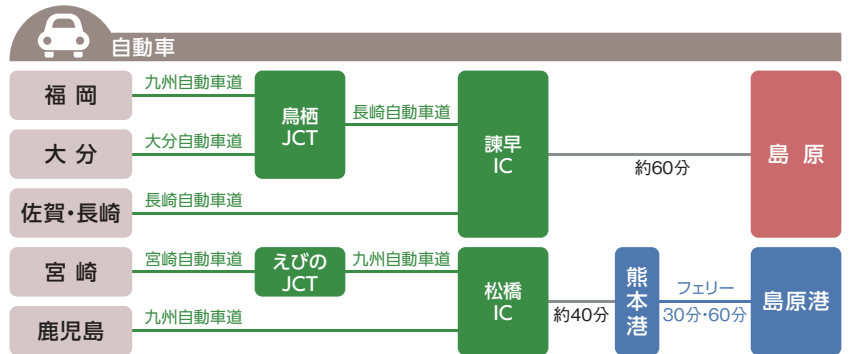 自動車
福岡
九州自動車道
鳥栖
JCT
長崎自動車道
大分
大分自動車道
諫早
IC
約60分
島原
佐賀・長崎
長崎自動車道
宮崎
宮崎自動車道
えびの
JCT
九州自動車道
松橋
IC
約40分
熊本港
フェリー
30分・60分
島原港
鹿児島
九州自動車道